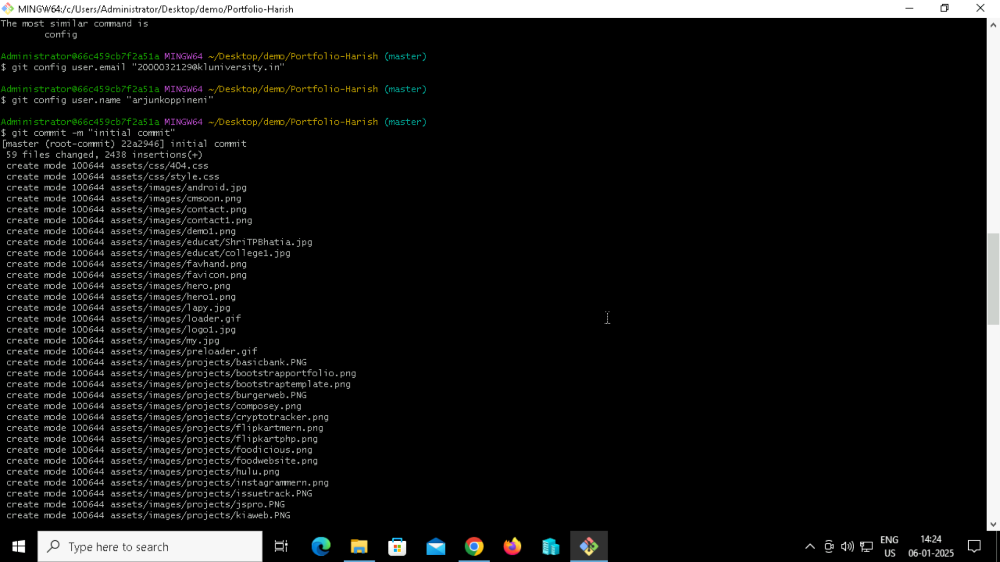 MINGW64:/c/Users/Administrator/Desktop/demo/Portfolio-Harish
The most similar command is
        config
Administrator@66c459cb7f2a51a MINGW64 ~/Desktop/demo/Portfolio-Harish (master)
$ git config user.email "2000032129@kluniversity.in"
Administrator@66c459cb7f2a51a MINGW64 ~/Desktop/demo/Portfolio-Harish (master)
$ git config user.name "arjunkoppineni"
Administrator@66c459cb7f2a51a MINGW64 ~/Desktop/demo/Portfolio-Harish (master)
$ git commit -m "initial commit"
[master (root-commit) 22a2946] initial commit
 59 files changed, 2438 insertions(+)
 create mode 100644 assets/css/404.css
 create mode 100644 assets/css/style.css
 create mode 100644 assets/images/android.jpg
 create mode 100644 assets/images/cmsoon.png
 create mode 100644 assets/images/contact.png
 create mode 100644 assets/images/contact1.png
 create mode 100644 assets/images/demo1.png
 create mode 100644 assets/images/educat/ShriTPBhatia.jpg
 create mode 100644 assets/images/educat/college1.jpg
 create mode 100644 assets/images/favhand.png
 create mode 100644 assets/images/favicon.png
 create mode 100644 assets/images/hero.png
 create mode 100644 assets/images/hero1.png
 create mode 100644 assets/images/lapy.jpg
 create mode 100644 assets/images/loader.gif
 create mode 100644 assets/images/logo1.jpg
 create mode 100644 assets/images/my.jpg
 create mode 100644 assets/images/preloader.gif
 create mode 100644 assets/images/projects/basicbank.PNG
 create mode 100644 assets/images/projects/bootstrapportfolio.png
 create mode 100644 assets/images/projects/bootstraptemplate.png
 create mode 100644 assets/images/projects/burgerweb.PNG
 create mode 100644 assets/images/projects/composey.png
 create mode 100644 assets/images/projects/cryptotracker.png
 create mode 100644 assets/images/projects/flipkartmern.png
 create mode 100644 assets/images/projects/flipkartphp.png
 create mode 100644 assets/images/projects/foodicious.png
 create mode 100644 assets/images/projects/foodwebsite.png
 create mode 100644 assets/images/projects/hulu.png
 create mode 100644 assets/images/projects/instagrammern.png
 create mode 100644 assets/images/projects/issuetrack.PNG
 create mode 100644 assets/images/projects/jspro.PNG
 create mode 100644 assets/images/projects/kiaweb.PNG
Type here to search
ENG
US
14:24
06-01-2025